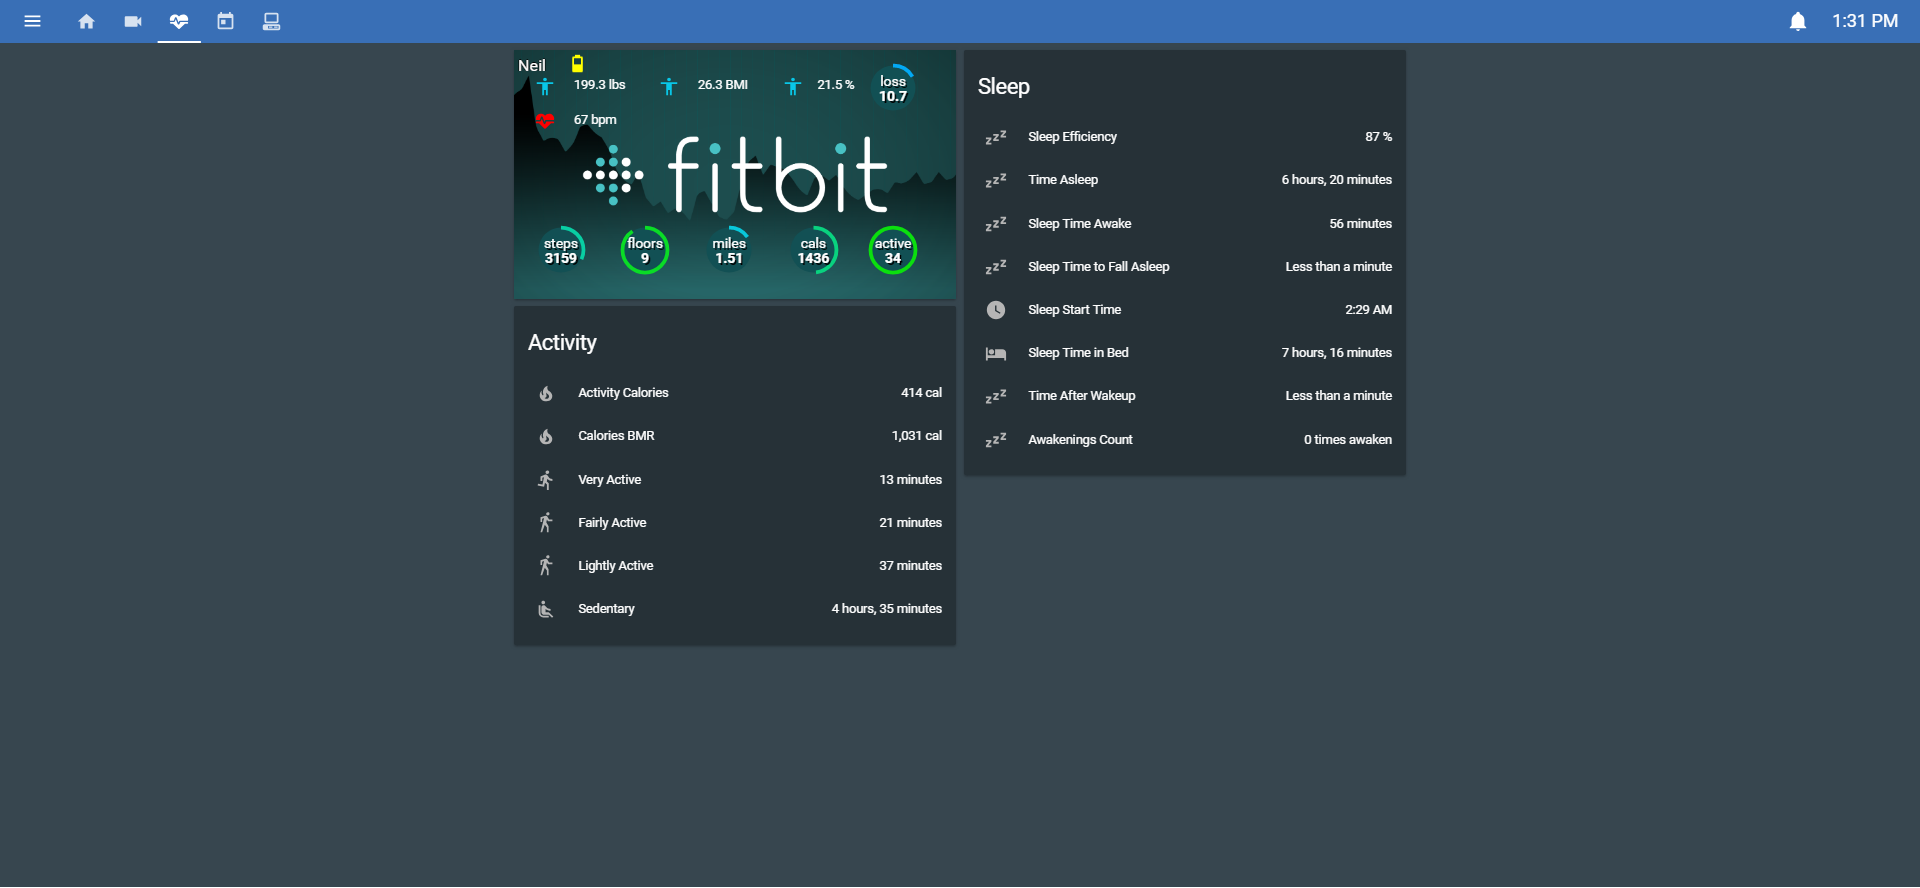 1:31 PM
Neil
199.3 lbs
26.3 BMI
21.5 %
loss
10.7
67 bpm
fitbit
steps
3159
floors
9
miles
1.51
cals
1436
active
34
Activity
Activity Calories 414 cal
Calories BMR 1,031 cal
Very Active 13 minutes
Fairly Active 21 minutes
Lightly Active 37 minutes
Sedentary 4 hours, 35 minutes
Sleep
Sleep Efficiency 87 %
Time Asleep 6 hours, 20 minutes
Sleep Time Awake 56 minutes
Sleep Time to Fall Asleep Less than a minute
Sleep Start Time 2:29 AM
Sleep Time in Bed 7 hours, 16 minutes
Time After Wakeup Less than a minute
Awakenings Count 0 times awaken